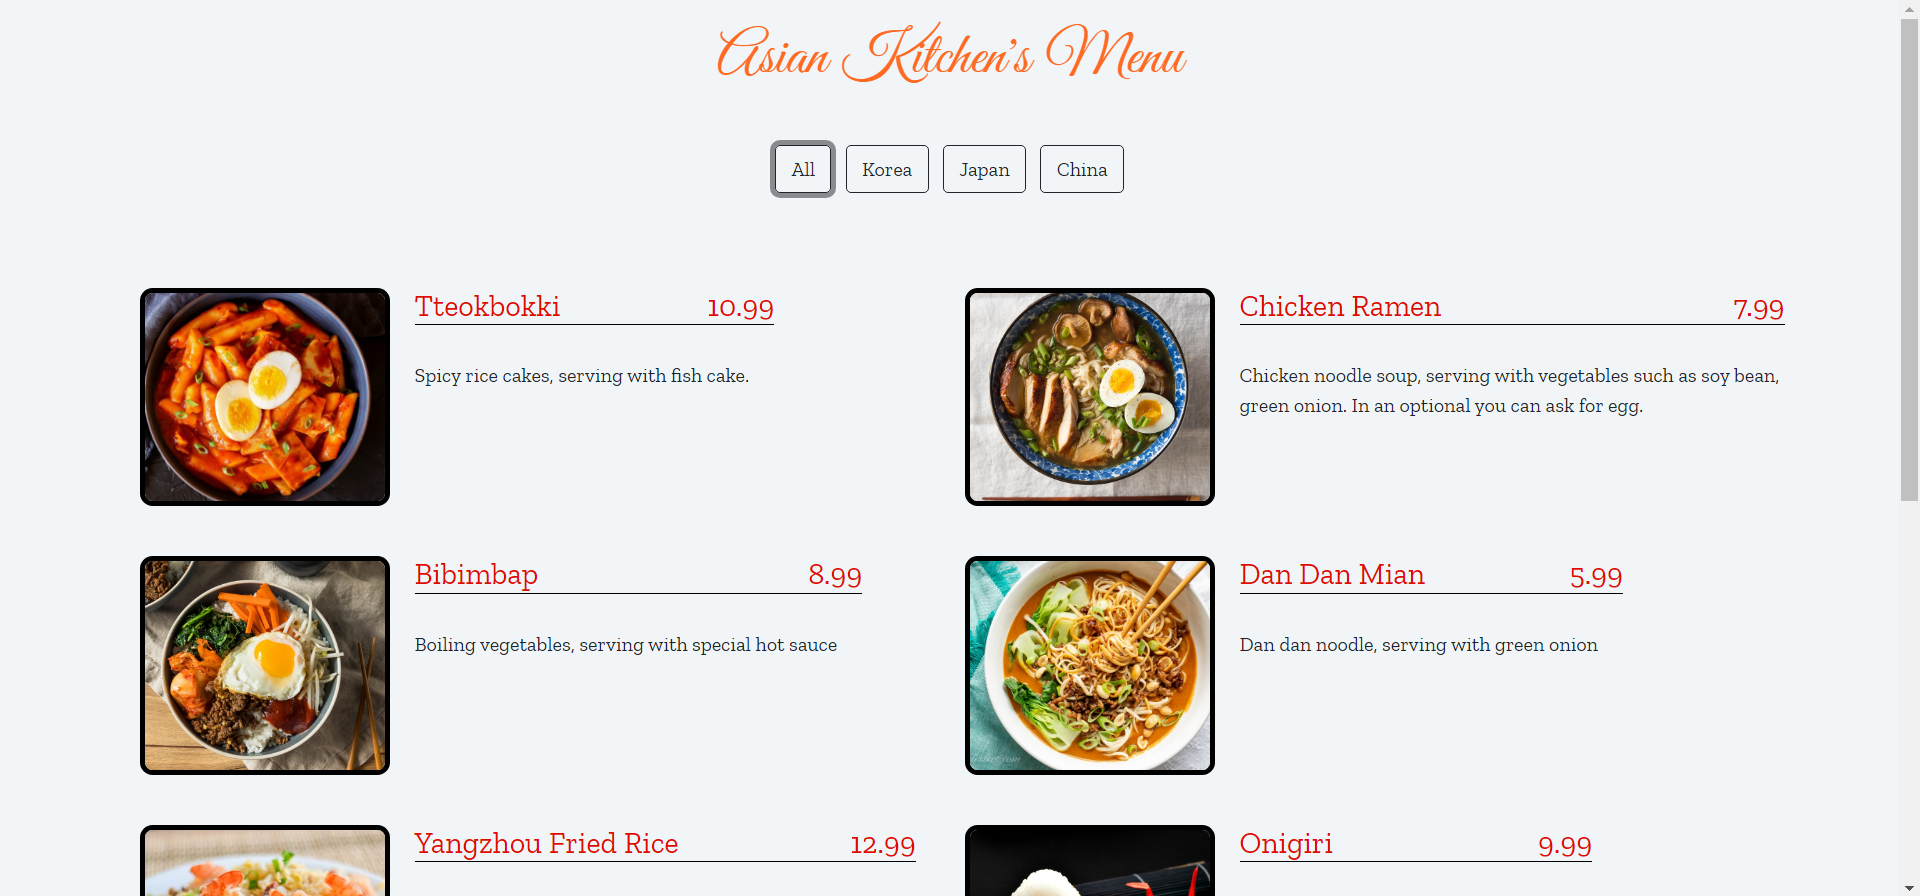 Asian Kitchen's Menu
All Korea Japan China
Tteokbokki 10.99
Spicy rice cakes, serving with fish cake.
Chicken Ramen 7.99
Chicken noodle soup, serving with vegetables such as soy bean,
green onion. In an optional you can ask for egg.
Bibimbap 8.99
Boiling vegetables, serving with special hot sauce
Dan Dan Mian 5.99
Dan dan noodle, serving with green onion
Yangzhou Fried Rice 12.99
Onigiri 9.99